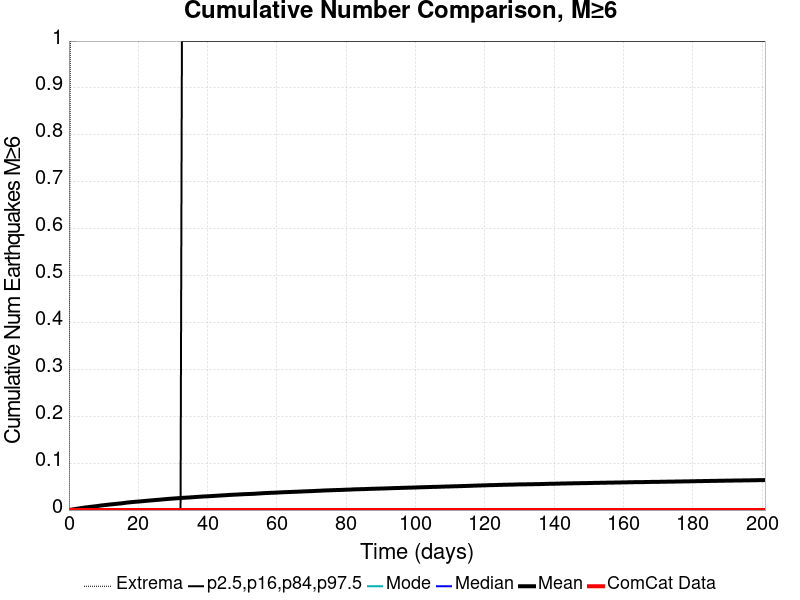 Cumulative Number Comparison, M≥6
Cumulative Num Earthquakes M≥6
1
0.9
0.8
0.7
0.6
0.5
0.4
0.3
0.2
0.1
0
0 20 40 60 80 100 120 140 160 180 200
Time (days)
Extrema p2.5,p16,p84,p97.5 Mode Median Mean ComCat Data